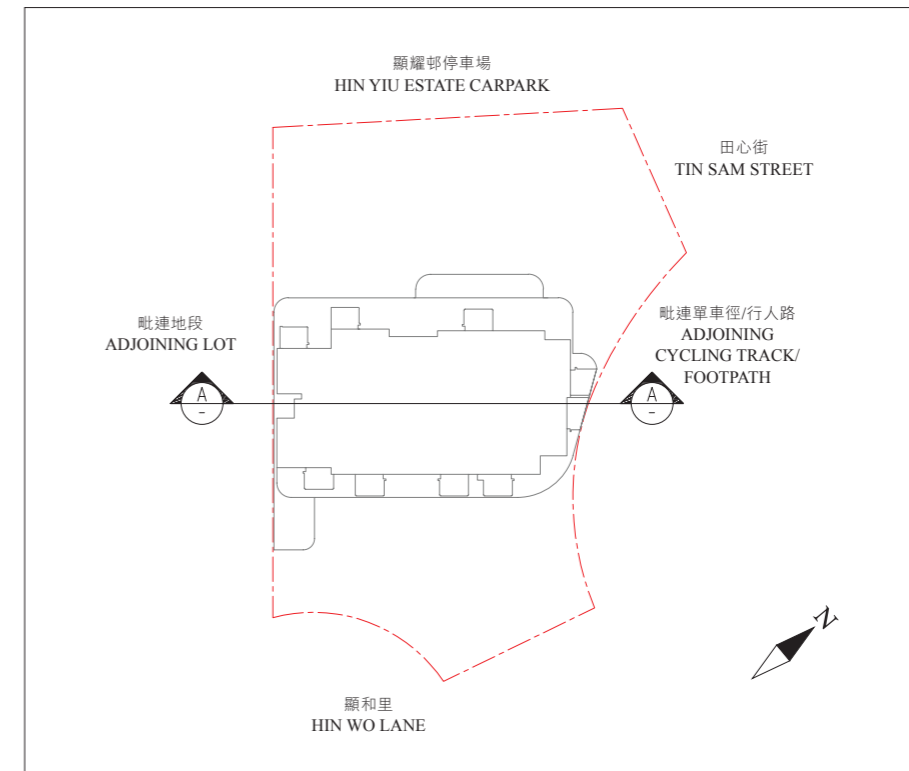 顯耀邨停車場
HIN YIU ESTATE CARPARK
田心街
TIN SAM STREET
毗連地段
ADJOINING LOT
毗連單車徑/行人路
ADJOINING
CYCLING TRACK/
FOOTPATH
A
-
A
-
N
顯和里
HIN WO LANE